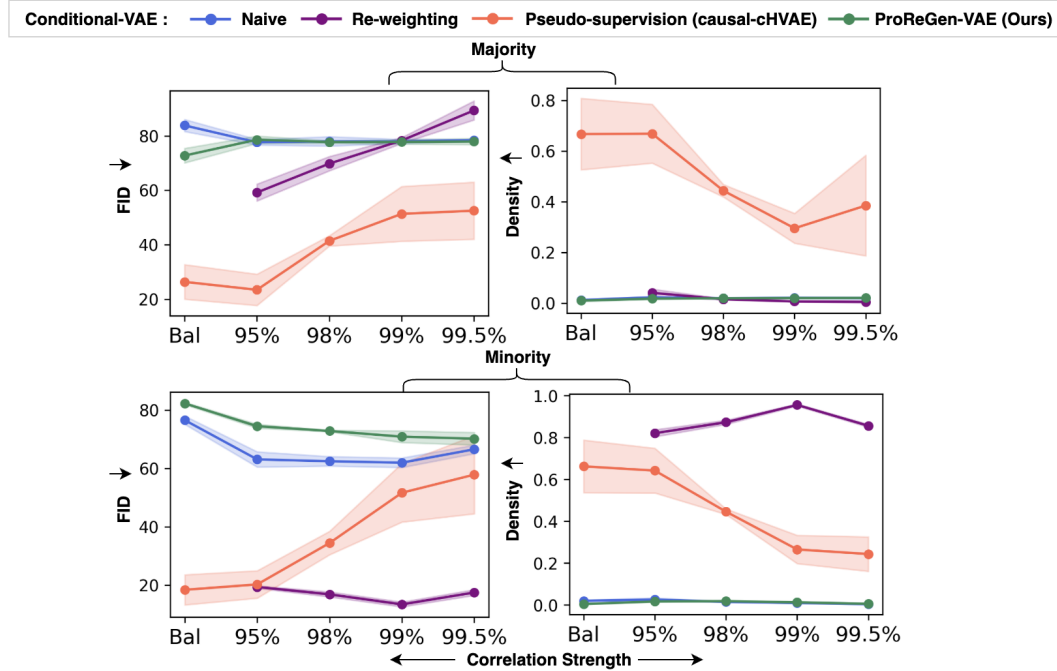 Conditional-VAE : Naive Re-weighting Pseudo-supervision (causal-cHVAE) ProReGen-VAE (Ours)
Majority
FID
80
60
40
20
Bal 95% 98% 99% 99.5%
Density
0.8
0.6
0.4
0.2
0.0
Bal 95% 98% 99% 99.5%
Minority
FID
80
60
40
20
Bal 95% 98% 99% 99.5%
Density
1.0
0.8
0.6
0.4
0.2
0.0
Bal 95% 98% 99% 99.5%
Correlation Strength